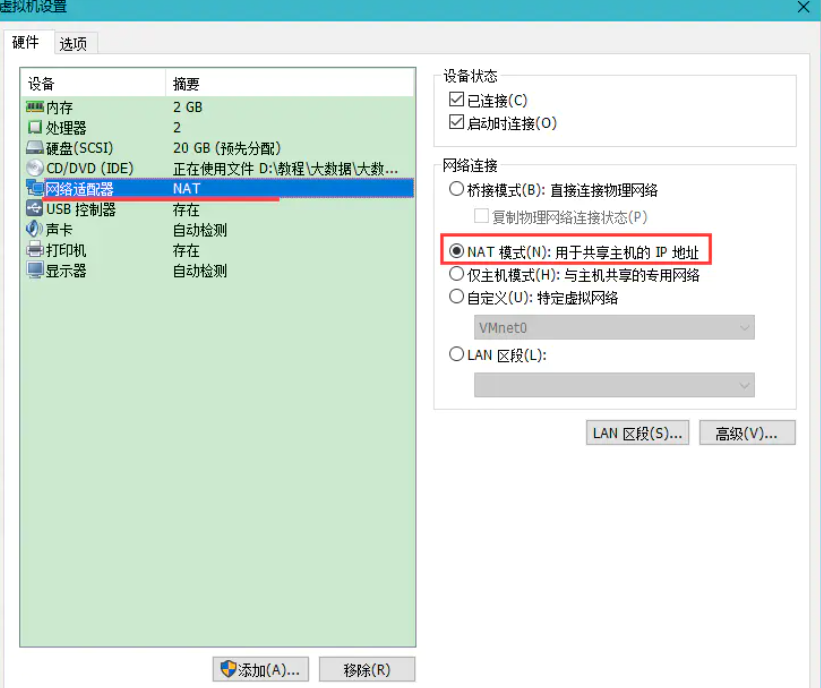 虚拟机设置
硬件 选项
设备 摘要
内存 2 GB
处理器 2
硬盘(SCSI) 20 GB (预先分配)
CD/DVD (IDE) 正在使用文件 D:\教程\大数据\大数...
网络适配器 NAT
USB 控制器 存在
声卡 自动检测
打印机 存在
显示器 自动检测
添加(A)... 移除(R)
设备状态
已连接(C)
启动时连接(O)
网络连接
桥接模式(B): 直接连接物理网络
复制物理网络连接状态(P)
NAT 模式(N): 用于共享主机的 IP 地址
仅主机模式(H): 与主机共享的专用网络
自定义(U): 特定虚拟网络
VMnet0
LAN 区段(L):
LAN 区段(S)... 高级(V)...